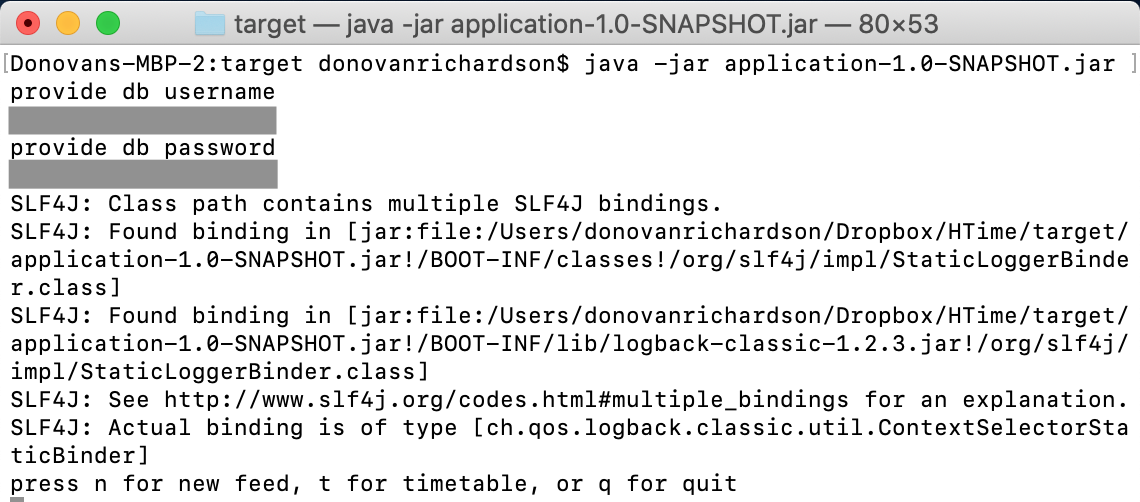 target — java -jar application-1.0-SNAPSHOT.jar — 80×53
[Donovans-MBP-2:target donovanrichardson$ java -jar application-1.0-SNAPSHOT.jar ]
provide db username
provide db password
SLF4J: Class path contains multiple SLF4J bindings.
SLF4J: Found binding in [jar:file:/Users/donovanrichardson/Dropbox/HTime/target/
application-1.0-SNAPSHOT.jar!/BOOT-INF/classes!/org/slf4j/impl/StaticLoggerBinde
r.class]
SLF4J: Found binding in [jar:file:/Users/donovanrichardson/Dropbox/HTime/target/
application-1.0-SNAPSHOT.jar!/BOOT-INF/lib/logback-classic-1.2.3.jar!/org/slf4j/
impl/StaticLoggerBinder.class]
SLF4J: See http://www.slf4j.org/codes.html#multiple_bindings for an explanation.
SLF4J: Actual binding is of type [ch.qos.logback.classic.util.ContextSelectorSta
ticBinder]
press n for new feed, t for timetable, or q for quit